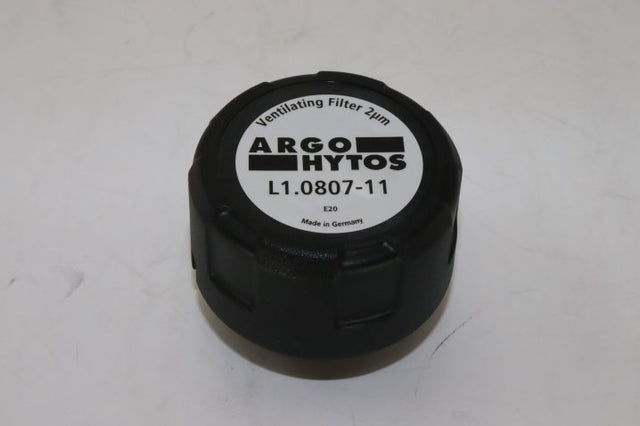 Ventilating Filter 2µm
ARGO
HYTOS
L1.0807-11
E20
Made in Germany